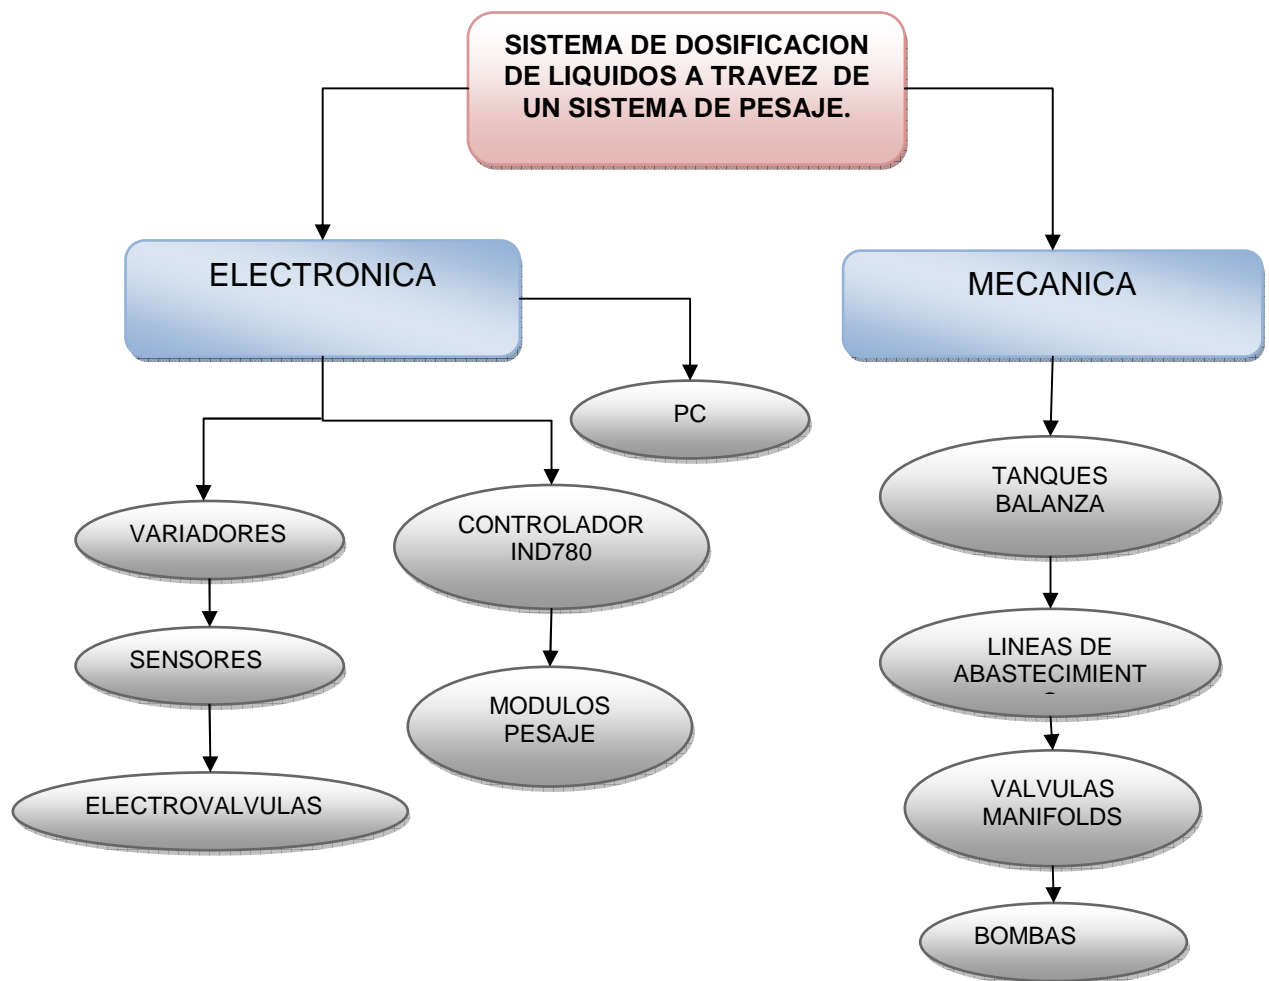 SISTEMA DE DOSIFICACION
DE LIQUIDOS A TRAVEZ DE
UN SISTEMA DE PESAJE.
ELECTRONICA
MECANICA
PC
TANQUES
BALANZA
VARIADORES
CONTROLADOR
IND780
SENSORES
LINEAS DE
ABASTECIMIENT
MODULOS
PESAJE
ELECTROVALVULAS
VALVULAS
MANIFOLDS
BOMBAS